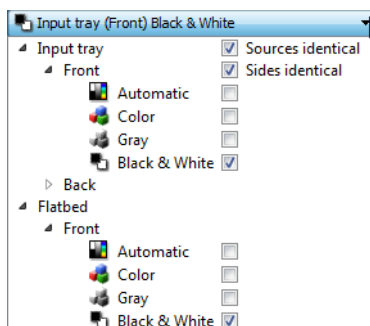 Input tray (Front) Black & White
Input tray Sources identical
Front Sides identical
Automatic
Color
Gray
Black & White
Back
Flatbed
Front
Automatic
Color
Gray
Black & White